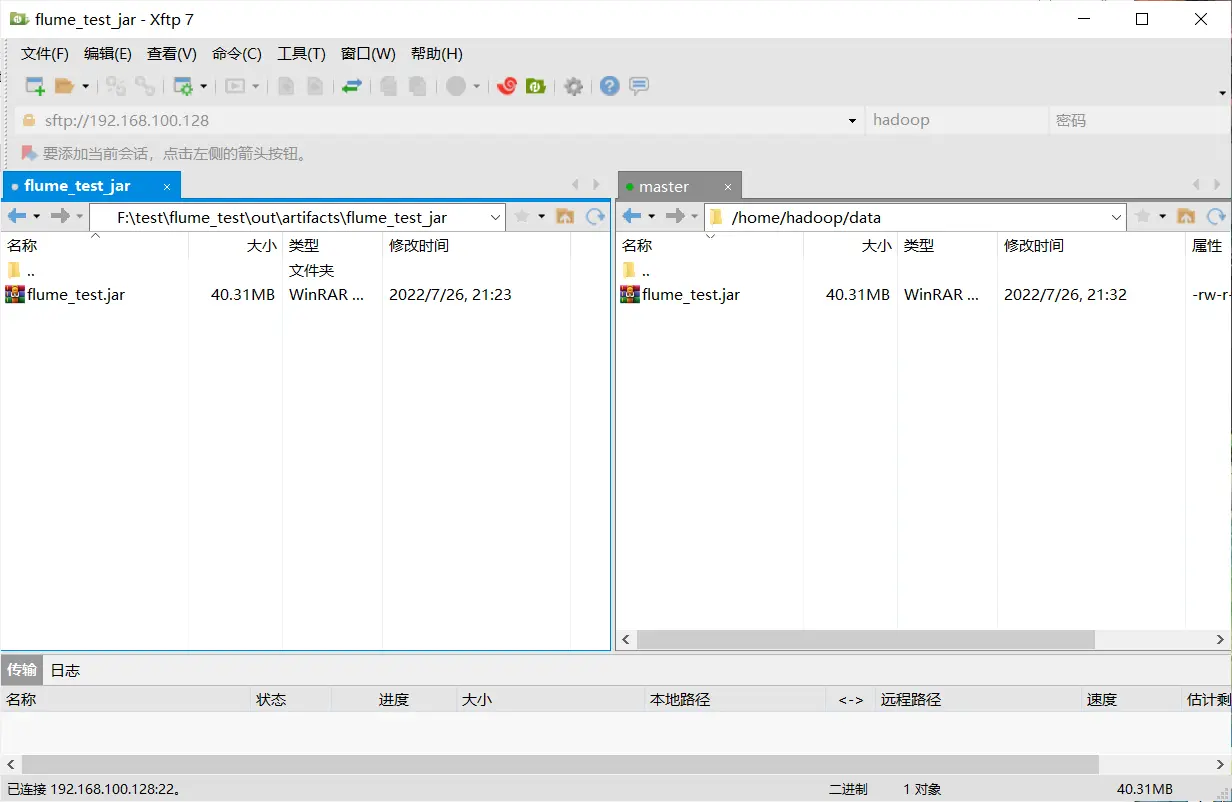 flume_test_jar - Xftp 7
文件(F) 编辑(E) 查看(V) 命令(C) 工具(T) 窗口(W) 帮助(H)
sftp://192.168.100.128 hadoop 密码
要添加当前会话，点击左侧的箭头按钮。
flume_test_jar × master ×
F:\test\flume_test\out\artifacts\flume_test_jar /home/hadoop/data
名称 大小 类型 修改时间 名称 大小 类型 修改时间 属性
.. 文件夹 ..
flume_test.jar 40.31MB WinRAR ... 2022/7/26, 21:23 flume_test.jar 40.31MB WinRAR ... 2022/7/26, 21:32 -rw-r-
传输 日志
名称 状态 进度 大小 本地路径 <-> 远程路径 速度 估计剩
已连接 192.168.100.128:22。 二进制 1 对象 40.31MB